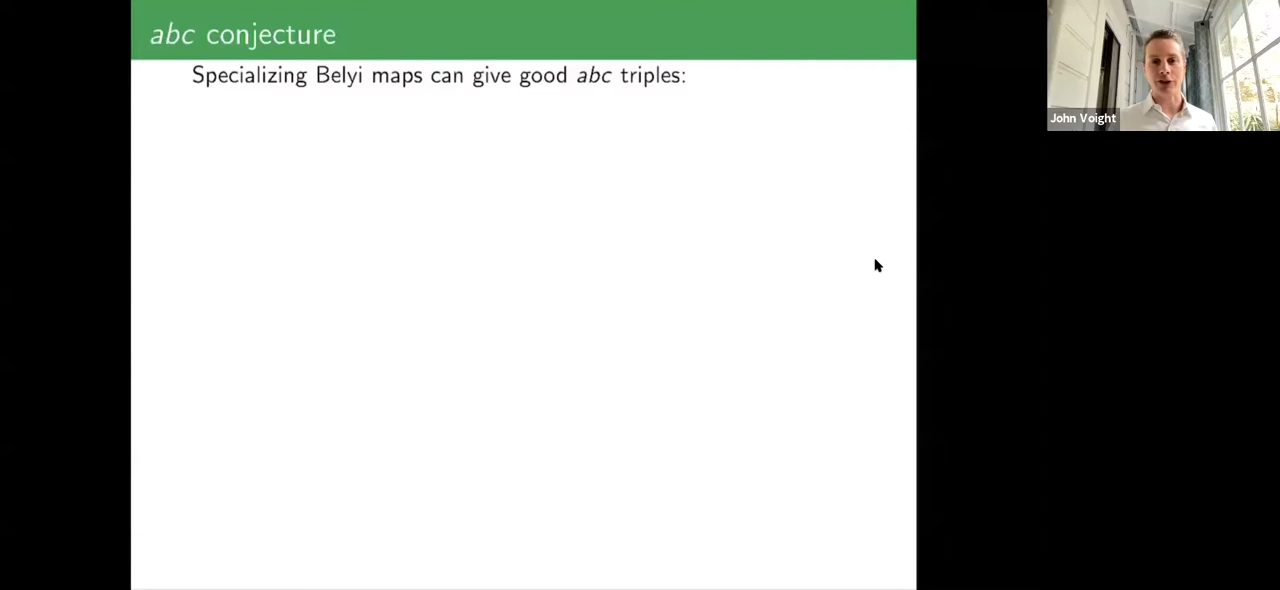 abc conjecture
Specializing Belyi maps can give good abc triples:
John Voight